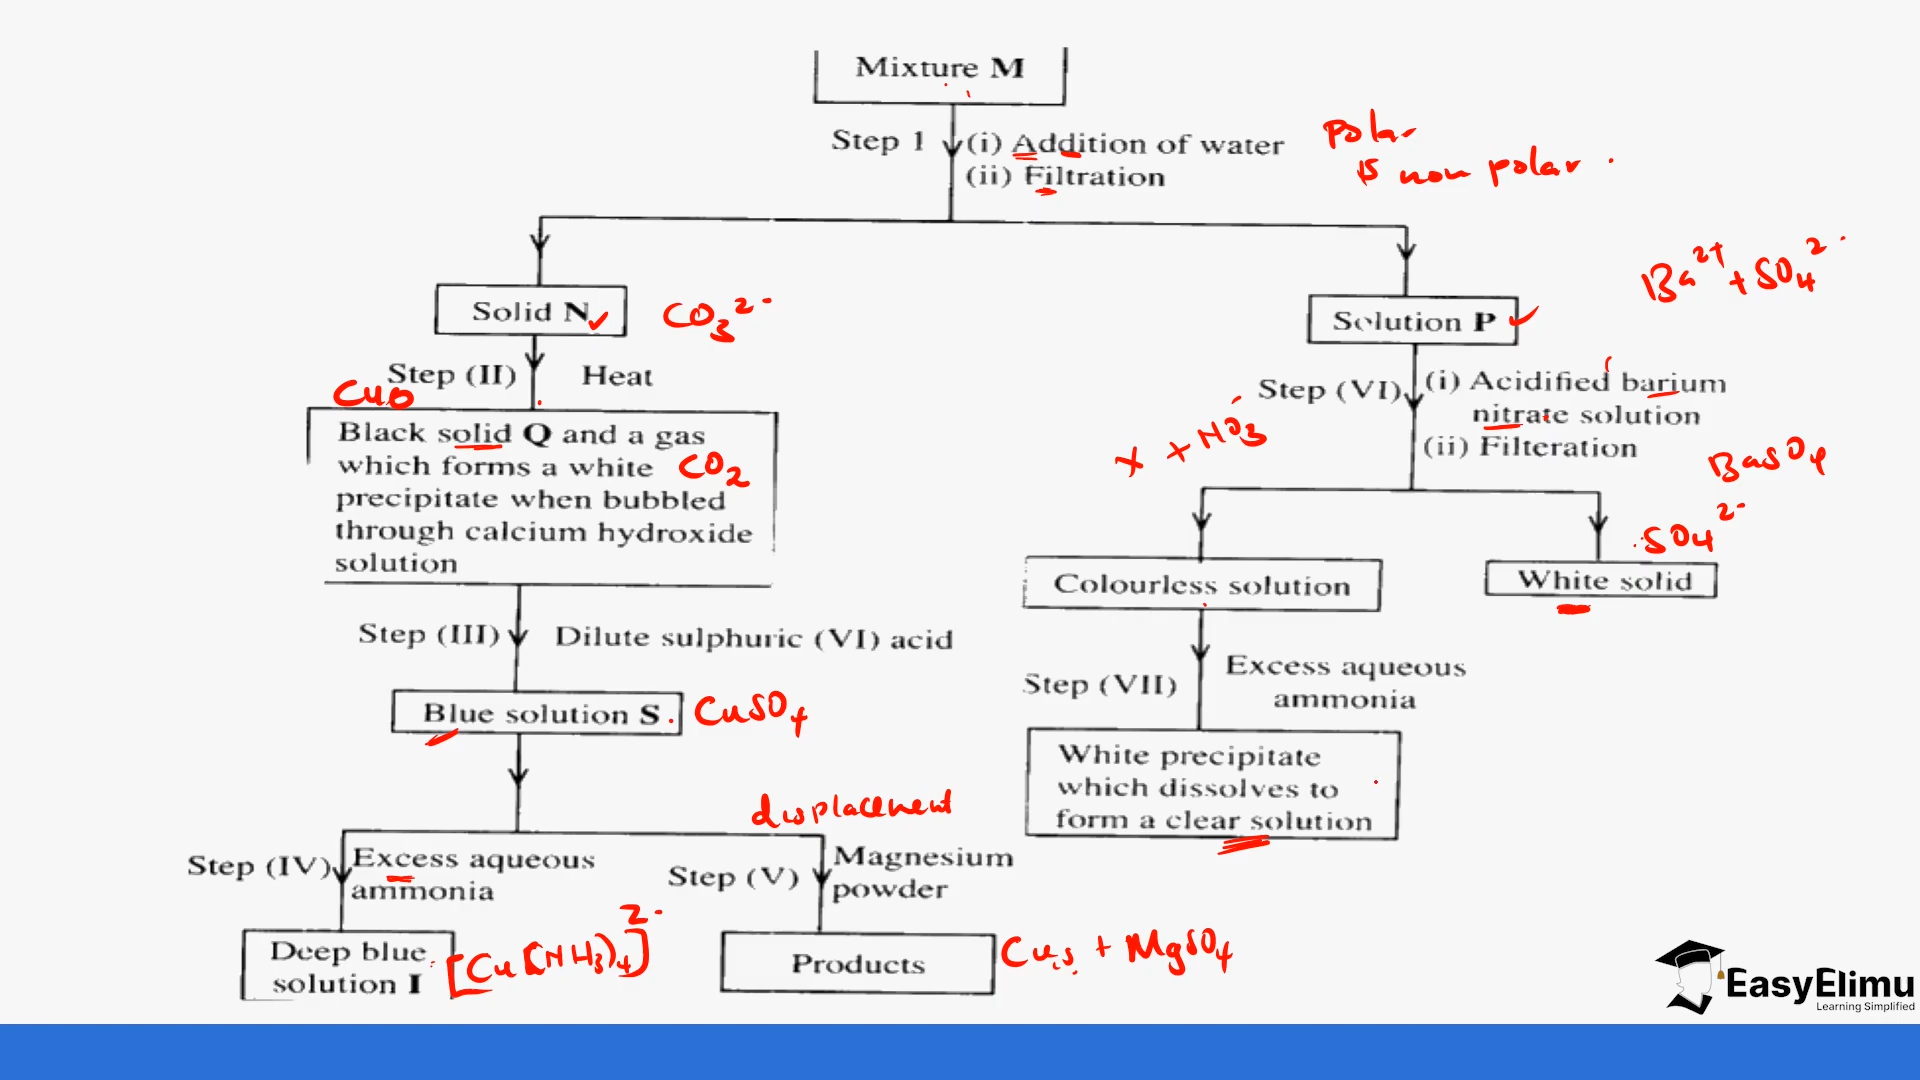 Mixture M
Step 1
(i) Addition of water
(ii) Filtration
polar
is non polar
Solid N
CO₃²⁻
Solution P
Ba²⁺ + SO₄²⁻
Step (II)
Heat
CuO
Black solid Q and a gas
which forms a white
CO₂
precipitate when bubbled
through calcium hydroxide
solution
Step (VI)
(i) Acidified barium
nitrate solution
(ii) Filteration
X + NO₃⁻
BaSO₄
SO₄²⁻
Colourless solution
White solid
Step (III)
Dilute sulphuric (VI) acid
Blue solution S
CuSO₄
Step (VII)
Excess aqueous
ammonia
White precipitate
which dissolves to
form a clear solution
displacement
Step (IV)
Excess aqueous
ammonia
Step (V)
Magnesium
powder
Deep blue
solution I
[Cu(NH₃)₄]²⁻
Products
Cus + MgSO₄
EasyElimu
Learning Simplified